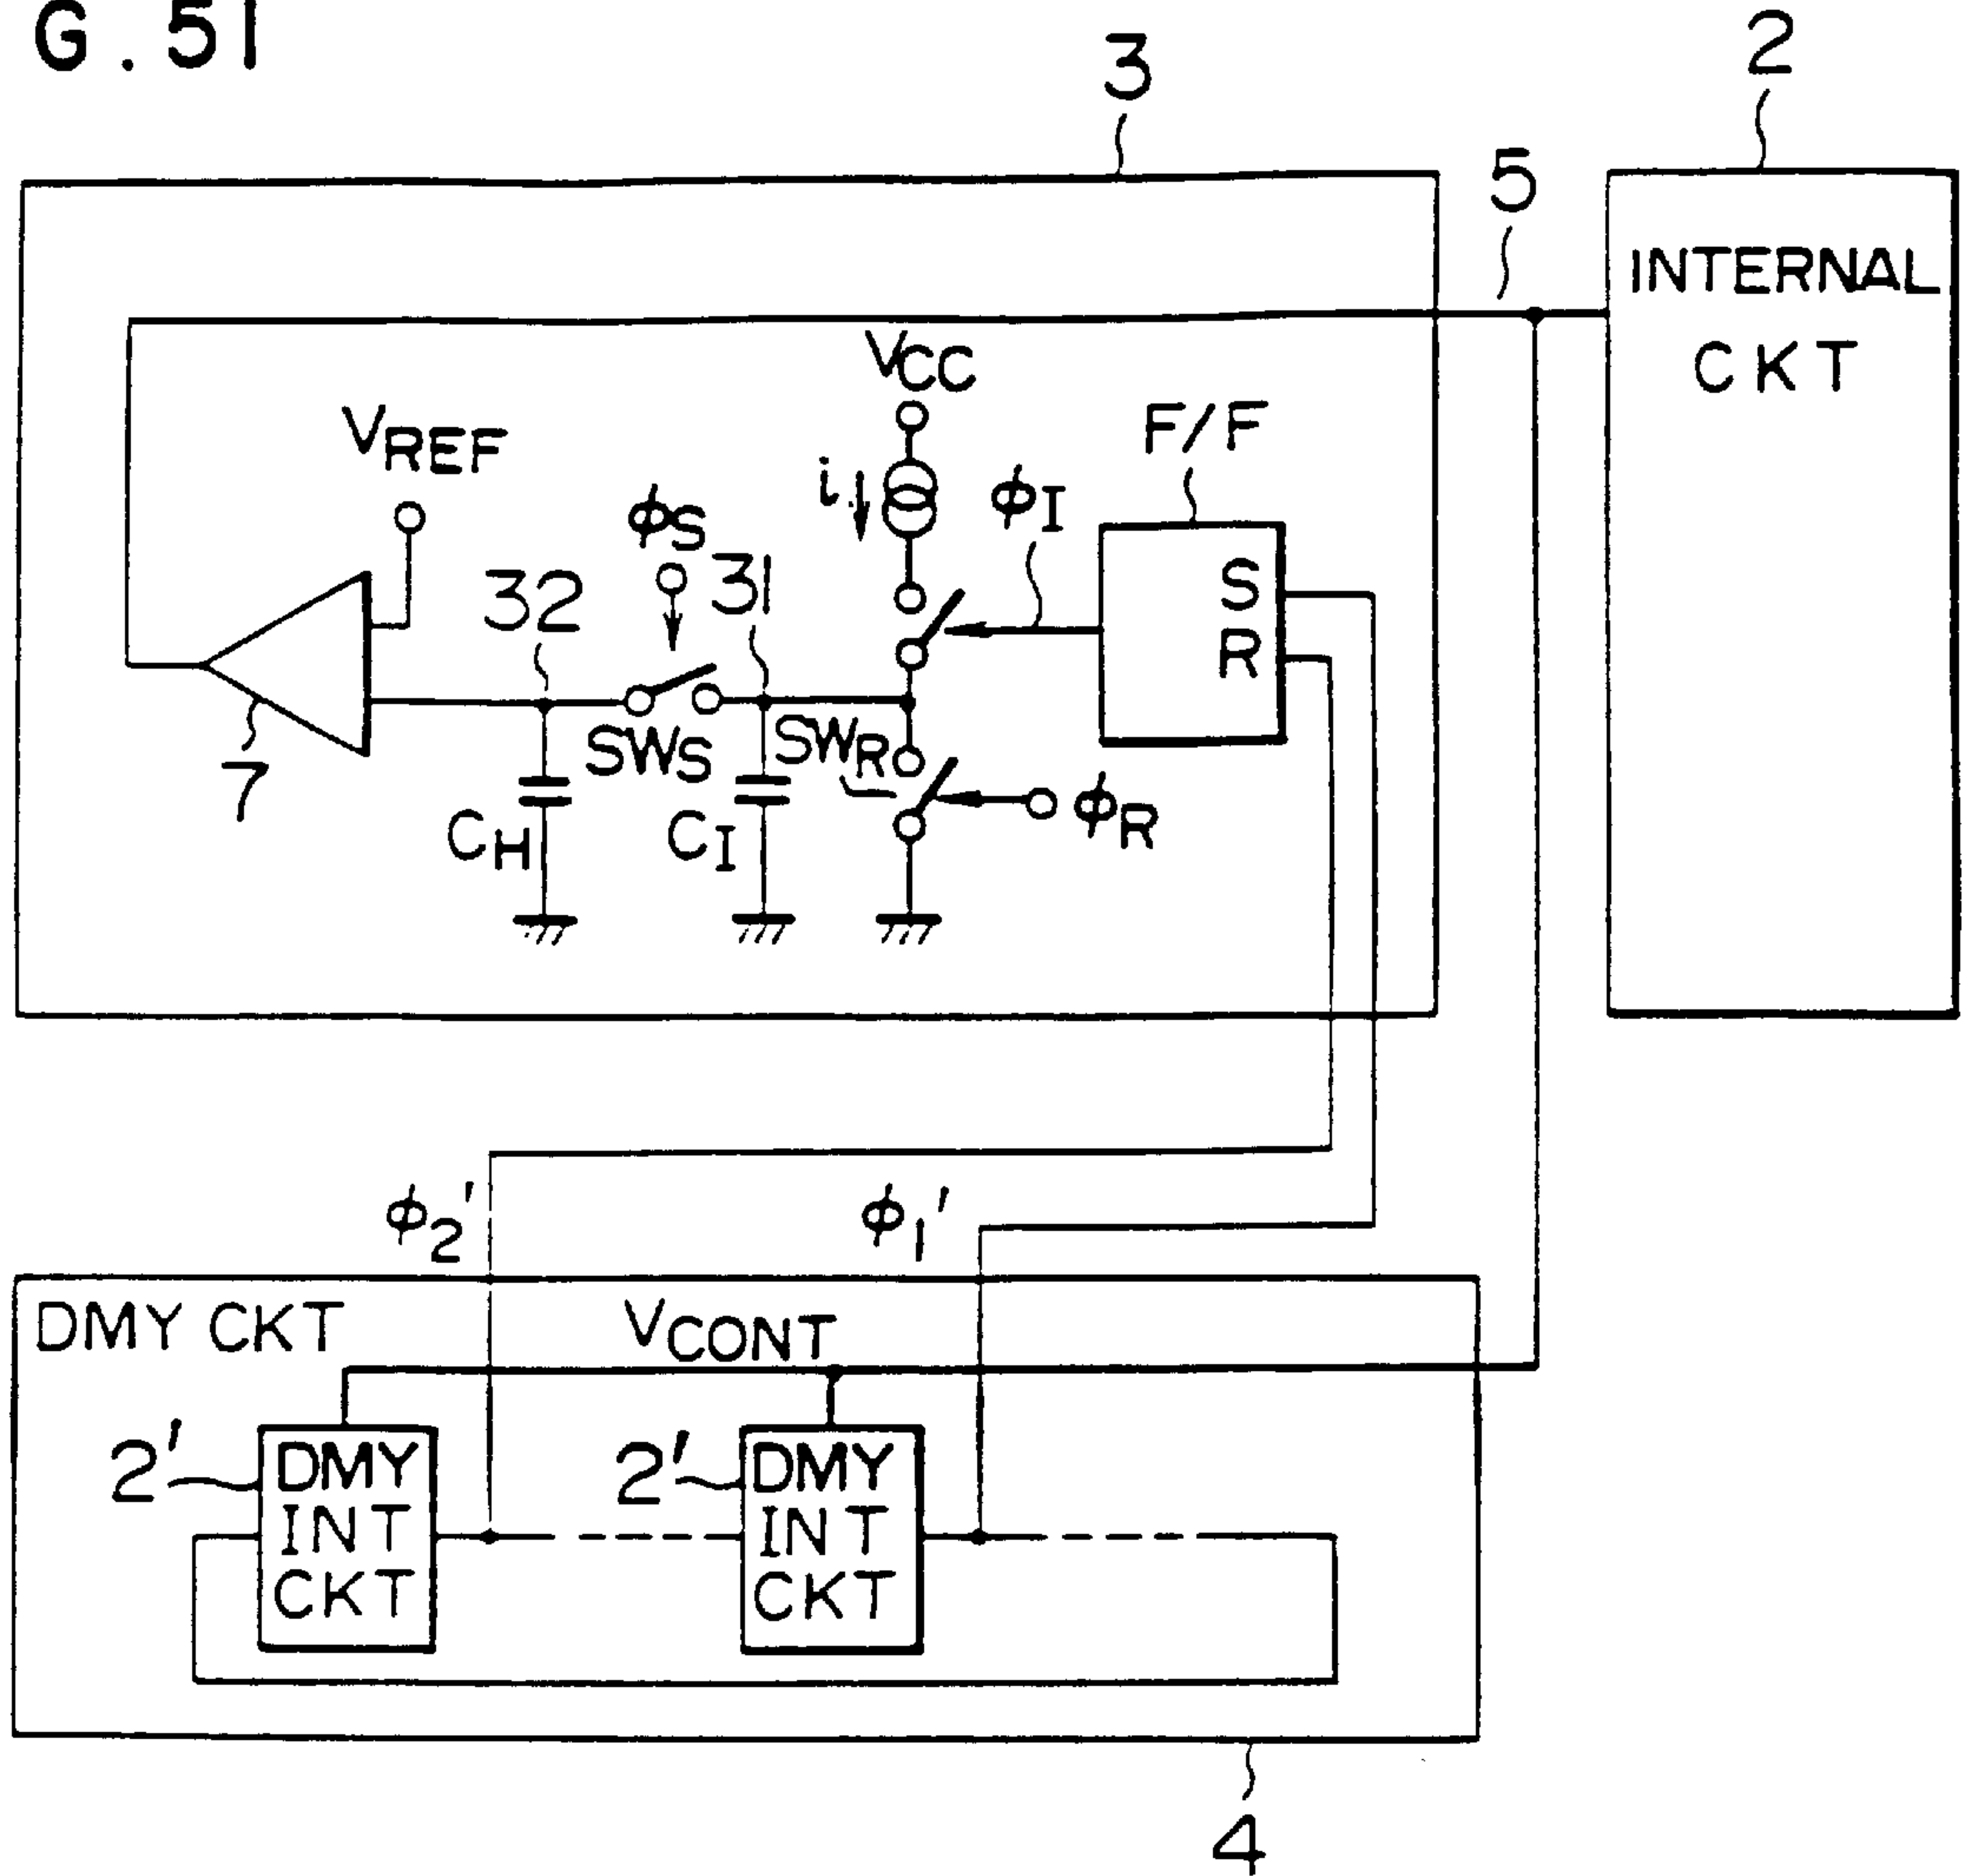 G. 51
3
2
5
INTERNAL
CKT
VCC
VREF
F/F
i
ϕI
ϕS
31
32
S
R
SWS
SWR
7
CH
CI
ϕR
ϕ2'
ϕ1'
DMY CKT
VCONT
2'
DMY
INT
CKT
2'
DMY
INT
CKT
4